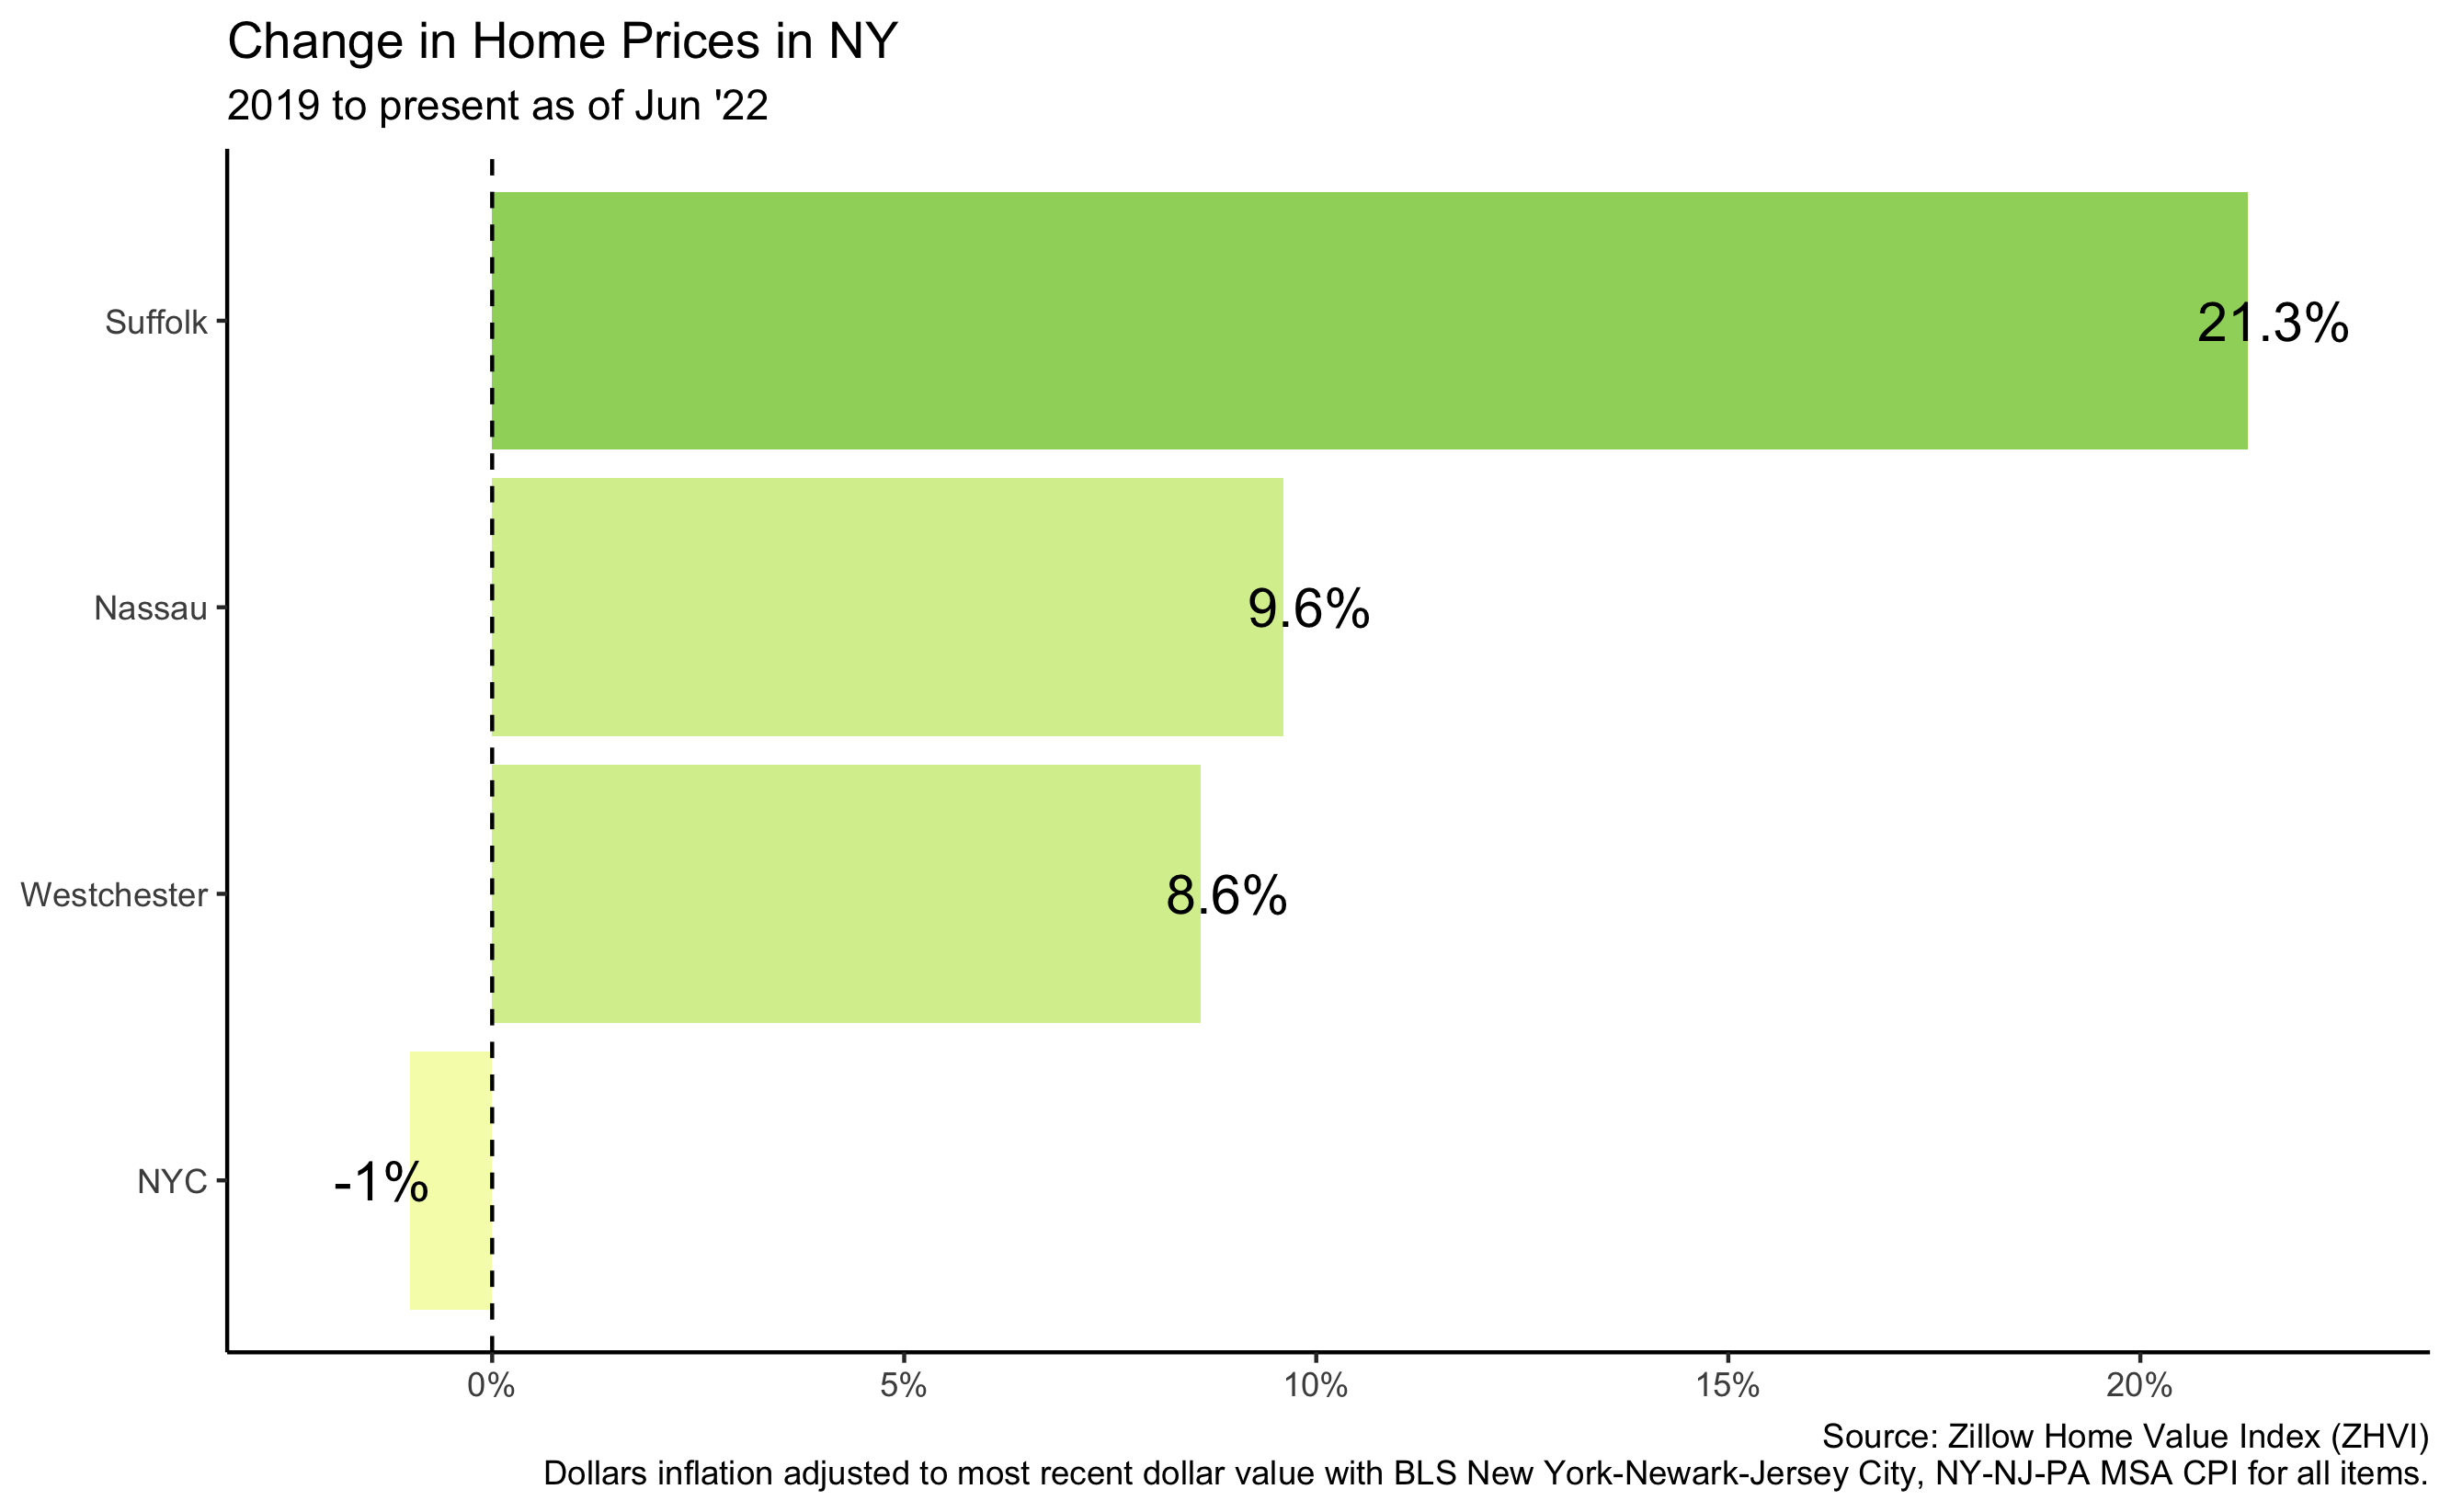 Change in Home Prices in NY
2019 to present as of Jun '22
Suffolk
21.3%
Nassau
9.6%
Westchester
8.6%
NYC
-1%
0%
5%
10%
15%
20%
Source: Zillow Home Value Index (ZHVI)
Dollars inflation adjusted to most recent dollar value with BLS New York-Newark-Jersey City, NY-NJ-PA MSA CPI for all items.